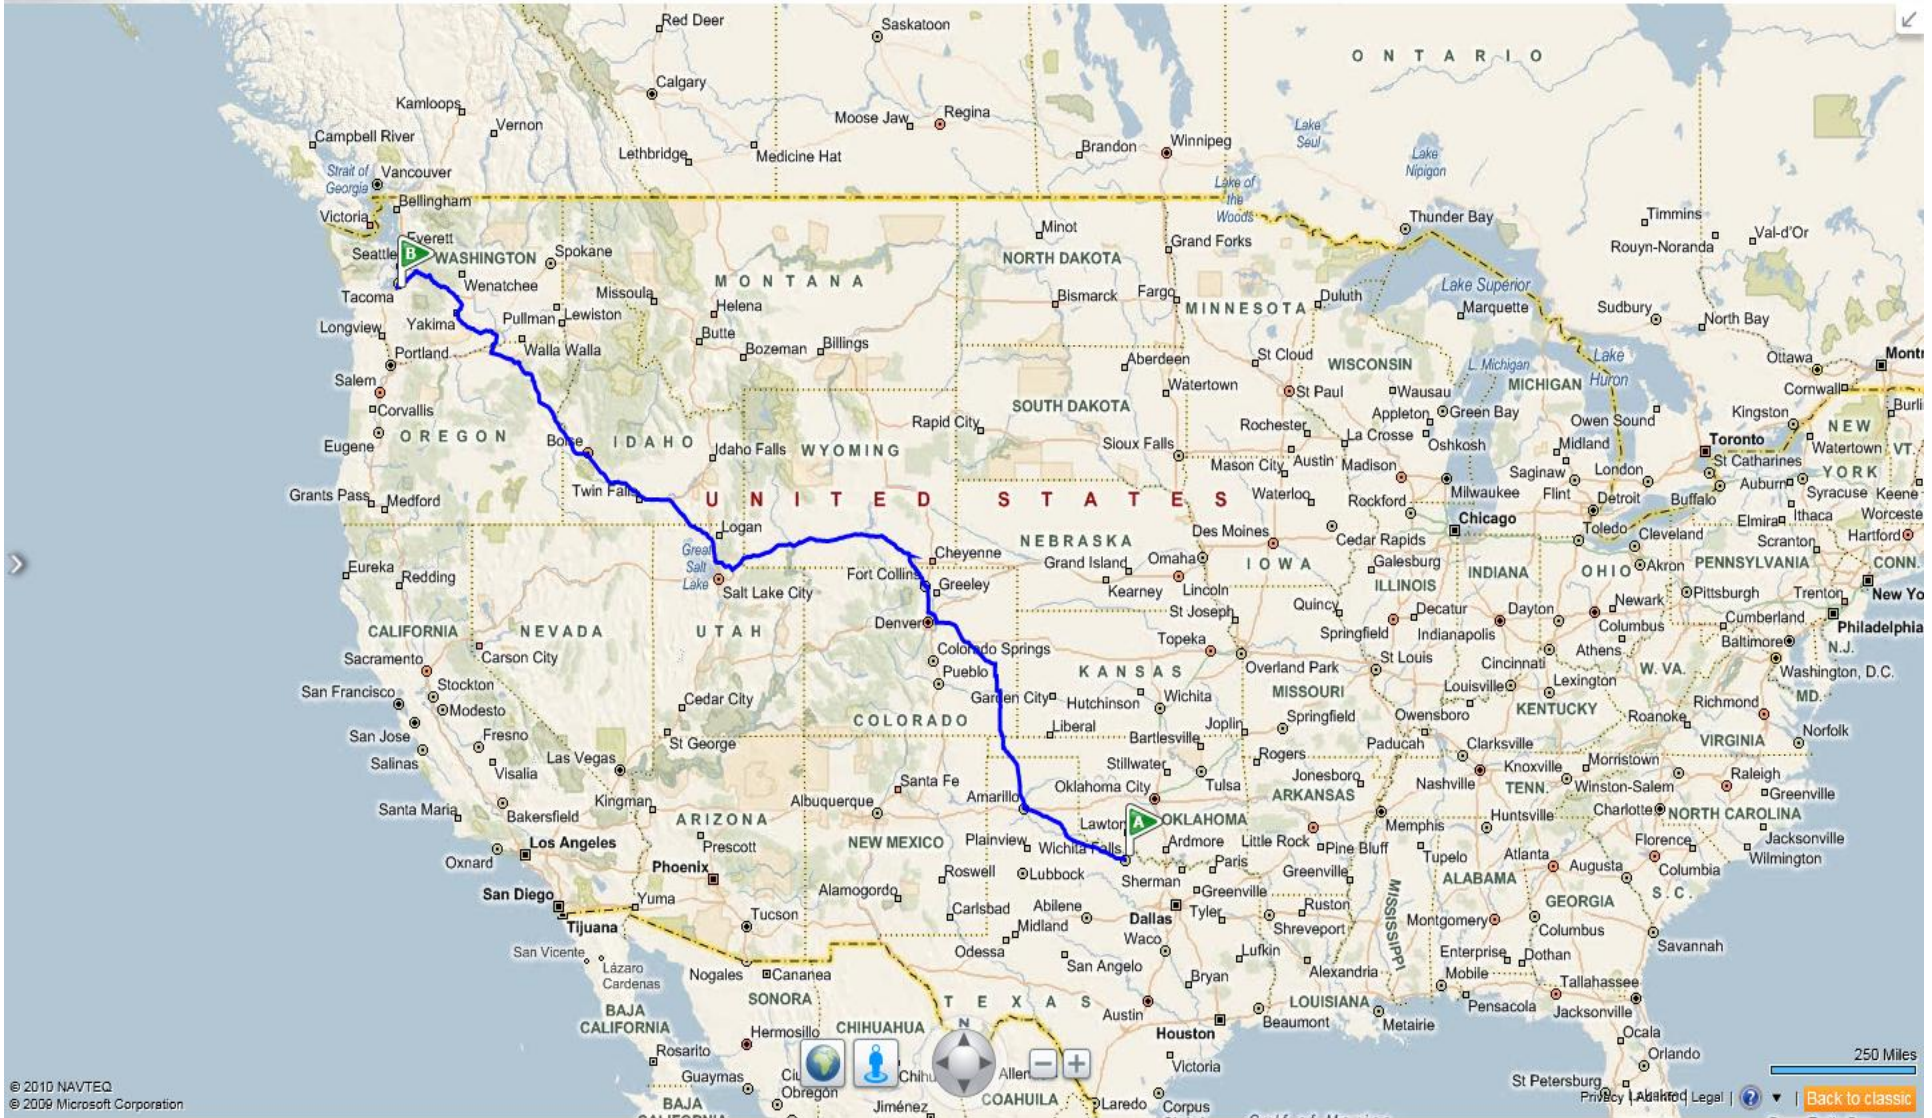 Red Deer
Saskatoon
O N T A R I O
Calgary
Kamloops
Vernon
Moose Jaw
Regina
Campbell River
Lethbridge
Medicine Hat
Brandon
Winnipeg
Lake
Seul
Lake
Nipigon
Strait of
Georgia
Vancouver
Bellingham
Victoria
Lake of
the
Woods
Thunder Bay
Timmins
Rouyn-Noranda
Val-d'Or
Minot
Grand Forks
Everett
Seattle
B
WASHINGTON
Spokane
NORTH DAKOTA
Wenatchee
Tacoma
M O N T A N A
Missoula
Helena
Bismarck
Fargo
MINNESOTA
Duluth
Lake Superior
Marquette
Sudbury
North Bay
Longview
Yakima
Pullman
Lewiston
Butte
Walla Walla
Bozeman
Billings
Portland
Aberdeen
St Cloud
WISCONSIN
L. Michigan
MICHIGAN
Lake
Huron
Ottawa
Montr
Cornwall
Salem
Watertown
St Paul
Wausau
Corvallis
Rapid City
SOUTH DAKOTA
Appleton
Green Bay
Owen Sound
Kingston
Burli
Eugene
O R E G O N
Boise
I D A H O
Idaho Falls
W Y O M I N G
Sioux Falls
Rochester
La Crosse
Oshkosh
Midland
Toronto
Watertown
NEW
YORK
VT.
Mason City
Austin
Madison
Saginaw
London
St Catharines
Grants Pass
Medford
Twin Falls
U N I T E D S T A T E S
Waterloo
Rockford
Milwaukee
Flint
Detroit
Buffalo
Auburn
Syracuse
Keene
Logan
Great
Salt
Lake
Cheyenne
NEBRASKA
Des Moines
Cedar Rapids
Chicago
Toledo
Cleveland
Elmira
Ithaca
Worceste
Scranton
Hartford
Eureka
Redding
Salt Lake City
Fort Collins
Greeley
Grand Island
Omaha
I O W A
Galesburg
ILLINOIS
INDIANA
O H I O
Akron
PENNSYLVANIA
CONN.
Kearney
Lincoln
Pittsburgh
Trenton
New Yo
CALIFORNIA
N E V A D A
U T A H
Denver
St Joseph
Quincy
Decatur
Dayton
Newark
Columbus
Cumberland
Philadelphia
Sacramento
Carson City
Colorado Springs
Topeka
Overland Park
Springfield
Indianapolis
Athens
Baltimore
N.J.
San Francisco
Stockton
Pueblo
K A N S A S
St Louis
Cincinnati
W. VA.
Washington, D.C.
Modesto
Cedar City
Garden City
Hutchinson
Wichita
MISSOURI
Louisville
Lexington
Richmond
MD.
San Jose
Fresno
COLORADO
Springfield
Owensboro
KENTUCKY
Roanoke
Norfolk
Salinas
Visalia
Las Vegas
St George
Liberal
Bartlesville
Joplin
Paducah
Clarksville
VIRGINIA
Rogers
Morristown
Kingman
Santa Fe
Stillwater
Tulsa
Jonesboro
Nashville
Knoxville
Raleigh
Santa Maria
Bakersfield
Albuquerque
Amarillo
Oklahoma City
ARKANSAS
TENN.
Winston-Salem
Greenville
ARIZONA
A
OKLAHOMA
Memphis
Huntsville
Charlotte
NORTH CAROLINA
Los Angeles
Prescott
NEW MEXICO
Plainview
Lawton
Wichita Falls
Ardmore
Little Rock
Pine Bluff
Tupelo
Atlanta
Florence
Jacksonville
Oxnard
Phoenix
Roswell
Lubbock
Sherman
Paris
Greenville
Augusta
Columbia
Wilmington
San Diego
Yuma
Alamogordo
Greenville
ALABAMA
S. C.
Tijuana
Tucson
Carlsbad
Abilene
Dallas
Tyler
Ruston
MISSISSIPPI
Montgomery
GEORGIA
Midland
Shreveport
Columbus
San Vicente
Odessa
Waco
Lufkin
Enterprise
Dothan
Savannah
Lázaro
Cardenas
Nogales
Cananea
San Angelo
Bryan
Alexandria
Mobile
Tallahassee
SONORA
T E X A S
Austin
LOUISIANA
Pensacola
Jacksonville
BAJA
CALIFORNIA
Hermosillo
CHIHUAHUA
N
Houston
Beaumont
Metairie
Ocala
Rosarito
Victoria
Orlando
250 Miles
Guaymas
Obregón
Chihu
COAHUILA
St Petersburg
Lakeland
BAJA
CALIFORNIA
Jiménez
Laredo
Corpus
© 2010 NAVTEQ
© 2009 Microsoft Corporation
Legal |
|
Back to classic